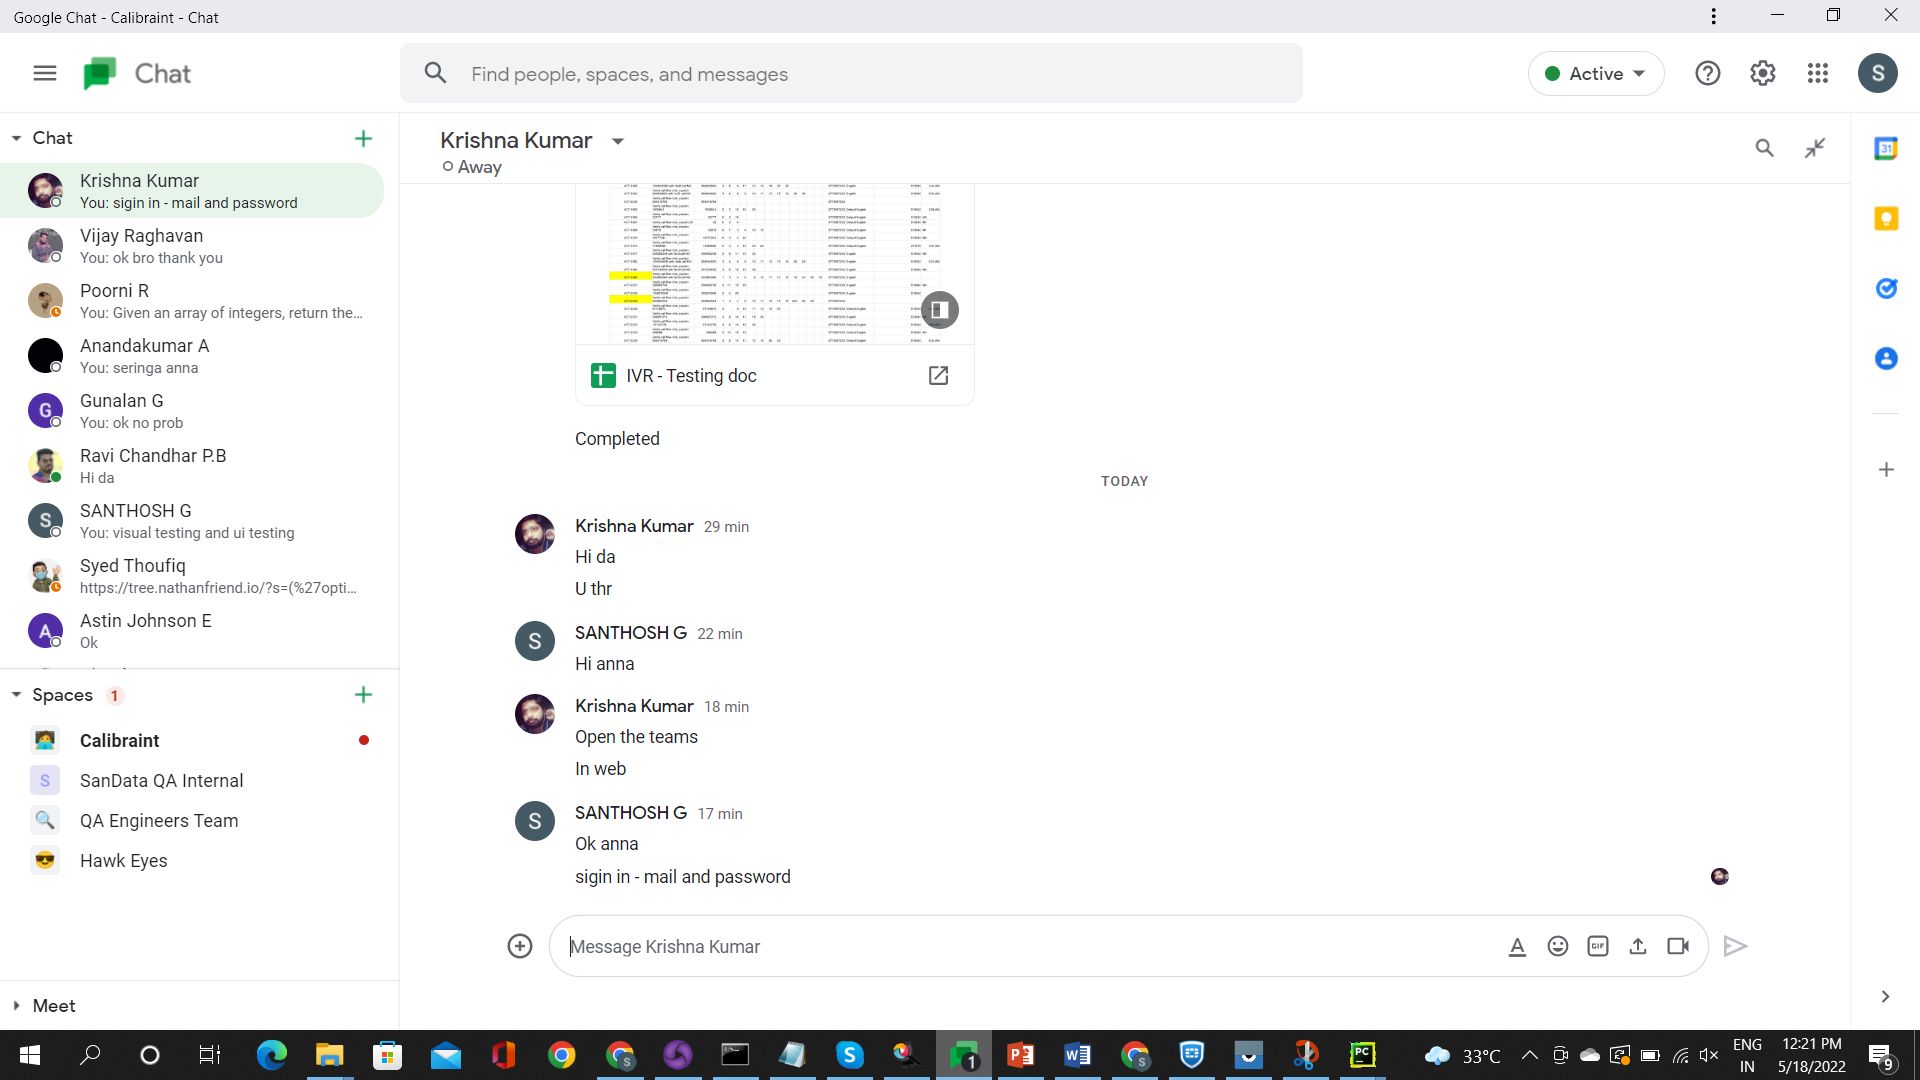 Google Chat - Calibraint - Chat
Chat
Find people, spaces, and messages
Active
S
Chat
Krishna Kumar
You: sigin in - mail and password
Vijay Raghavan
You: ok bro thank you
Poorni R
You: Given an array of integers, return the...
Anandakumar A
You: seringa anna
G
Gunalan G
You: ok no prob
Ravi Chandhar P.B
Hi da
S
SANTHOSH G
You: visual testing and ui testing
Syed Thoufiq
https://tree.nathanfriend.io/?s=(%27opti...
A
Astin Johnson E
Ok
Spaces 1
Calibraint
S
SanData QA Internal
QA Engineers Team
Hawk Eyes
Meet
Krishna Kumar
Away
IVR - Testing doc
Completed
TODAY
Krishna Kumar 29 min
Hi da
U thr
S
SANTHOSH G 22 min
Hi anna
Krishna Kumar 18 min
Open the teams
In web
S
SANTHOSH G 17 min
Ok anna
sigin in - mail and password
Message Krishna Kumar
GIF
31
33°C
ENG
IN
12:21 PM
5/18/2022
9